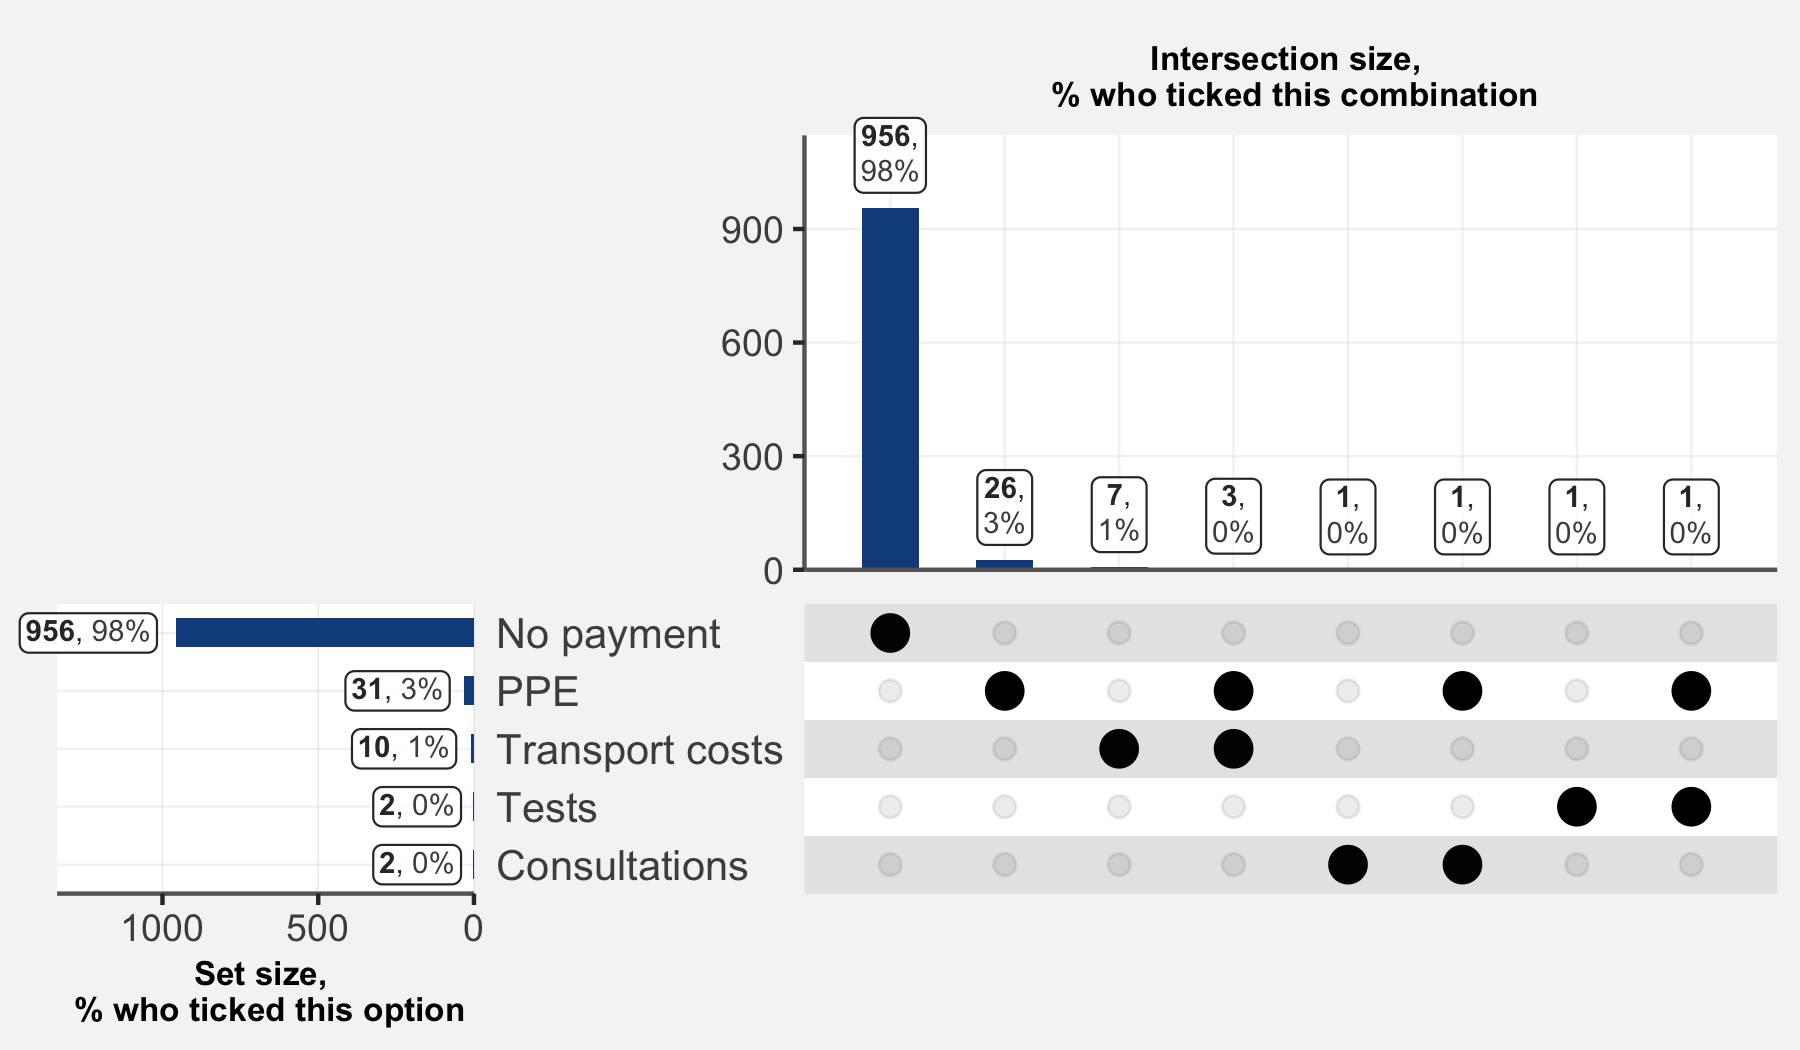 Intersection size,
% who ticked this combination
956,
98%
26,
3%
7,
1%
3,
0%
1,
0%
1,
0%
1,
0%
1,
0%
900
600
300
0
956, 98%
No payment
31, 3%
PPE
10, 1%
Transport costs
2, 0%
Tests
2, 0%
Consultations
1000 500 0
Set size,
% who ticked this option